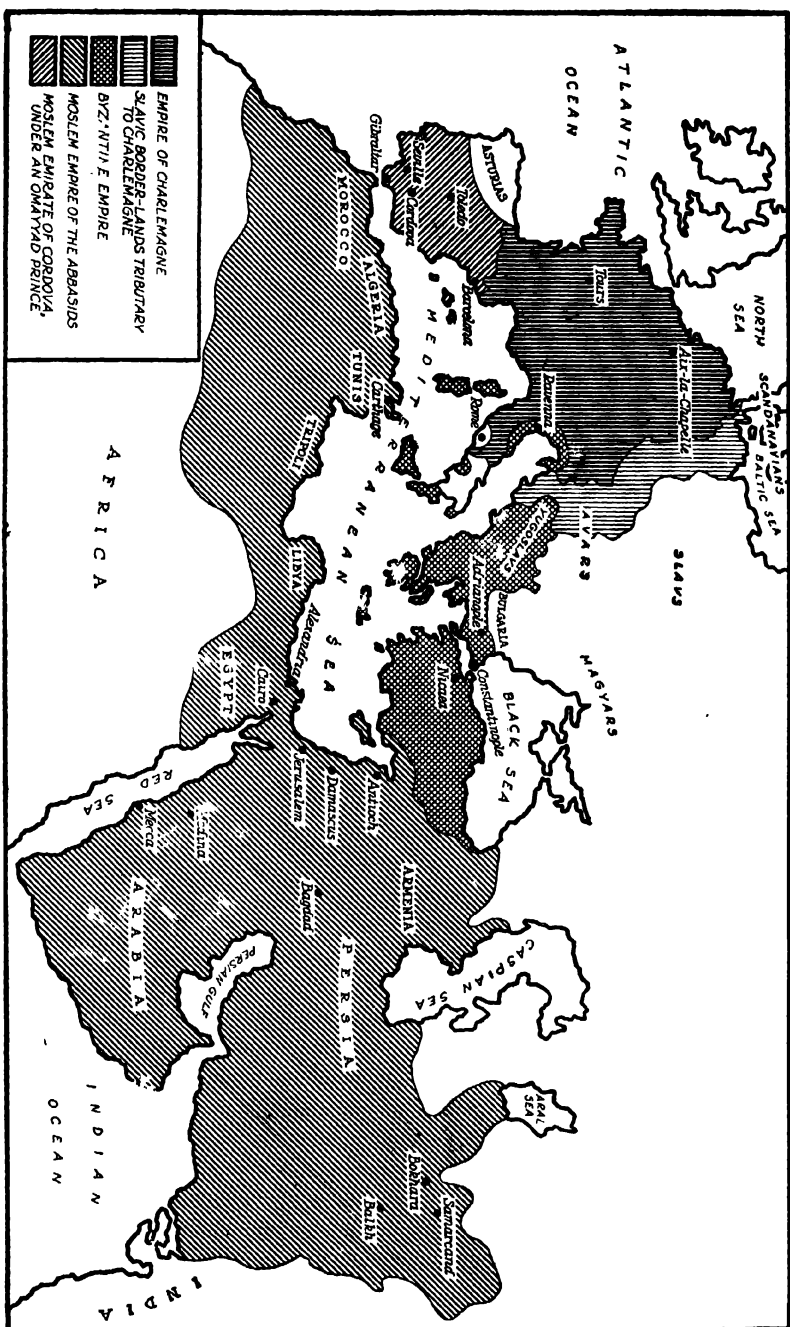 ATLANTIC
OCEAN
NORTH
SEA
SCANDANAVIANS
BALTIC SEA
SLAVS
MAGYARS
AVARS
ASTURIAS
Tours
Aix-la-Chapelle
Toledo
Seville
Cordova
Gibraltar
Barcelona
Ravenna
Rome
YUGOSLAVS
BULGARIA
Adrianople
Constantinople
Nicaea
BLACK
SEA
CASPIAN
SEA
ARAL
SEA
MEDITERRANEAN
SEA
MOROCCO
ALGERIA
TUNIS
Carthage
TRIPOLI
LIBYA
Alexandria
EGYPT
Cairo
AFRICA
RED
SEA
Jerusalem
Damascus
Antioch
ARMENIA
Bagdad
PERSIA
PERSIAN GULF
Medina
Mecca
ARABIA
Bokhara
Samarcand
Balkh
INDIAN
OCEAN
INDIA
EMPIRE OF CHARLEMAGNE
SLAVIC BORDER-LANDS TRIBUTARY
TO CHARLEMAGNE
EMPIRE
MOSLEM EMPIRE OF THE ABBASIDS
MOSLEM EMIRATE OF CORDOVA,
UNDER AN OMAYYAD PRINCE.